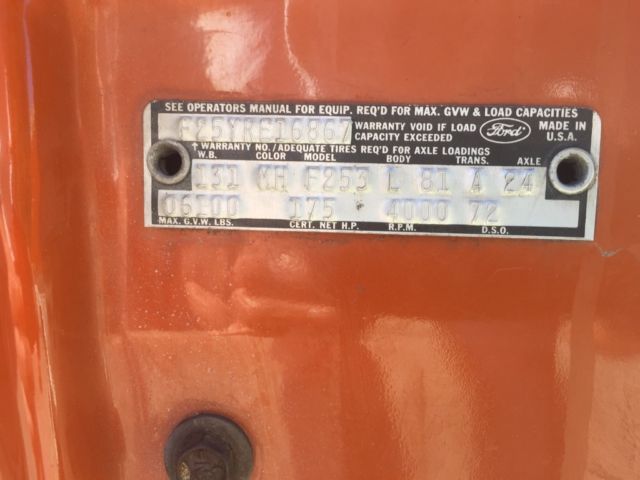 SEE OPERATORS MANUAL FOR EQUIP. REQ'D FOR MAX. GVW & LOAD CAPACITIES
F25YRE16867 WARRANTY VOID IF LOAD CAPACITY EXCEEDED Ford MADE IN U.S.A.
↑ WARRANTY NO./ADEQUATE TIRES REQ'D FOR AXLE LOADINGS
W.B. COLOR MODEL BODY TRANS. AXLE
131 MH F253 L 81 A 24
06100 175 4000 72
MAX. G.V.W. LBS. CERT. NET H.P. R.P.M. D.S.O.